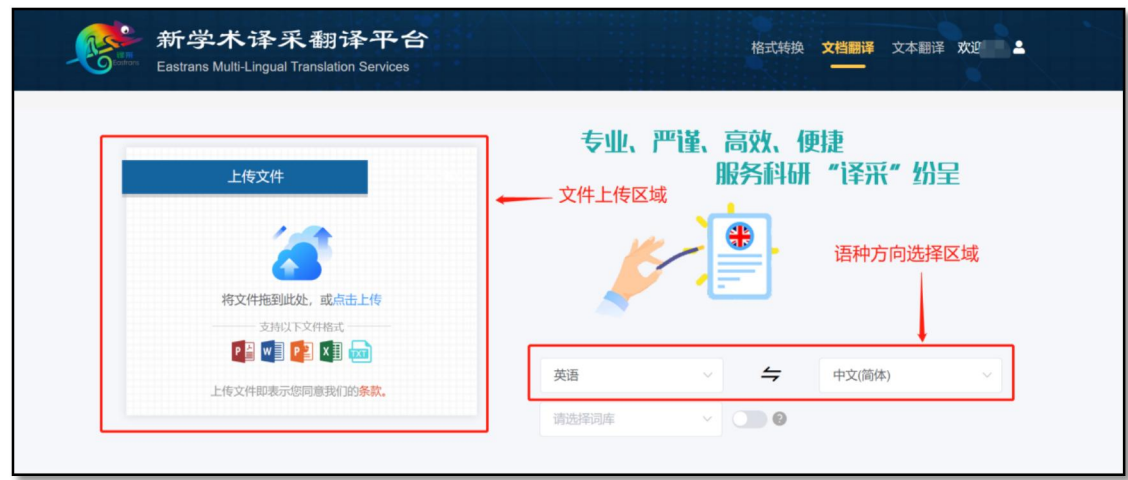 新学术译采翻译平台
Eastrans Multi-Lingual Translation Services
Eastrans
格式转换 文档翻译 文本翻译 欢迎
专业、严谨、高效、便捷
服务科研“译采”纷呈
上传文件
文件上传区域
语种方向选择区域
将文件拖到此处，或点击上传
支持以下文件格式
P W P X TXT
上传文件即表示您同意我们的条款。
英语 中文(简体)
请选择词库 ?